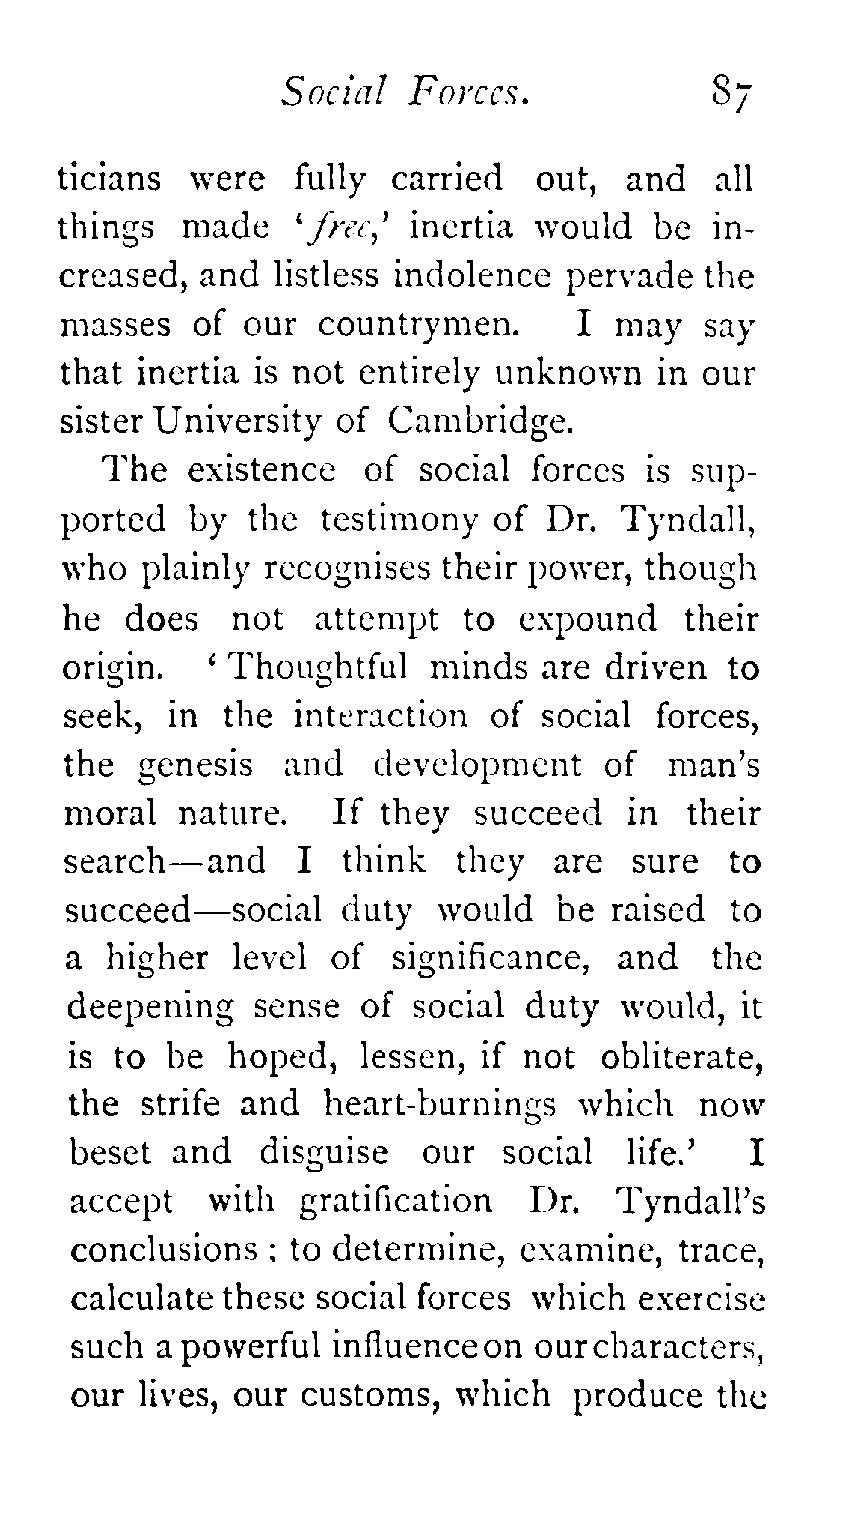 Social Forces. 87
ticians were fully carried out, and all
things made ‘free,’ inertia would be in-
creased, and listless indolence pervade the
masses of our countrymen. I may say
that inertia is not entirely unknown in our
sister University of Cambridge.
The existence of social forces is sup-
ported by the testimony of Dr. Tyndall,
who plainly recognises their power, though
he does not attempt to expound their
origin. ‘Thoughtful minds are driven to
seek, in the interaction of social forces,
the genesis and development of man’s
moral nature. If they succeed in their
search—and I think they are sure to
succeed—social duty would be raised to
a higher level of significance, and the
deepening sense of social duty would, it
is to be hoped, lessen, if not obliterate,
the strife and heart-burnings which now
beset and disguise our social life.’ I
accept with gratification Dr. Tyndall’s
conclusions ; to determine, examine, trace,
calculate these social forces which exercise
such a powerful influence on our characters,
our lives, our customs, which produce the